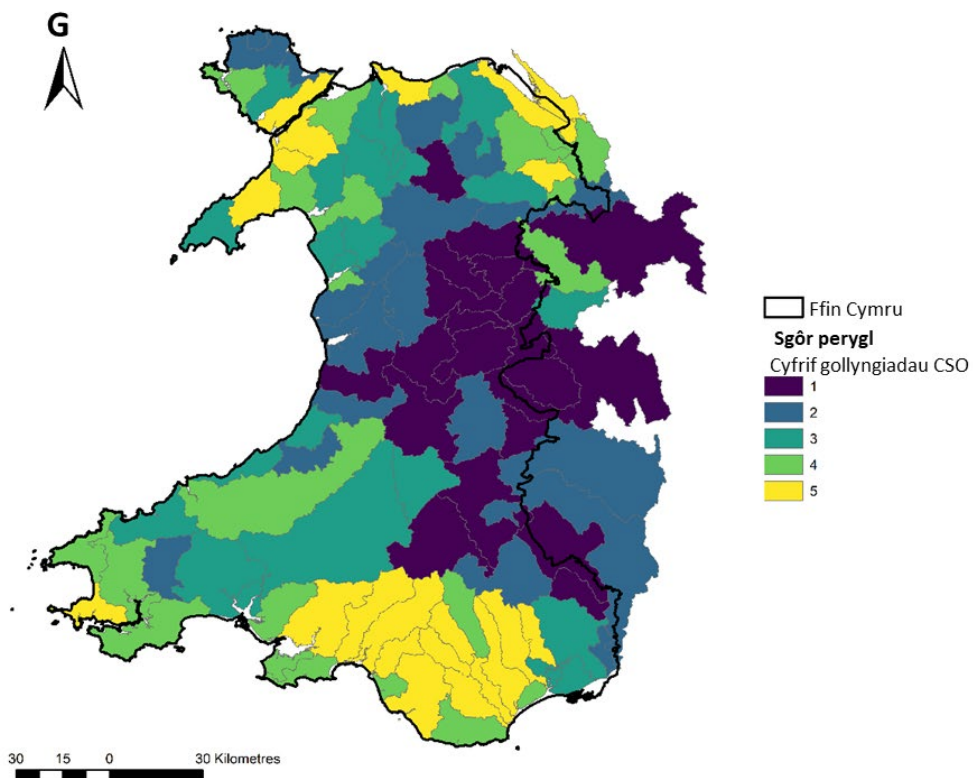 G
Ffin Cymru
Sgôr perygl
Cyfrif gollyngiadau CSO
1
2
3
4
5
30 15 0 30 Kilometres